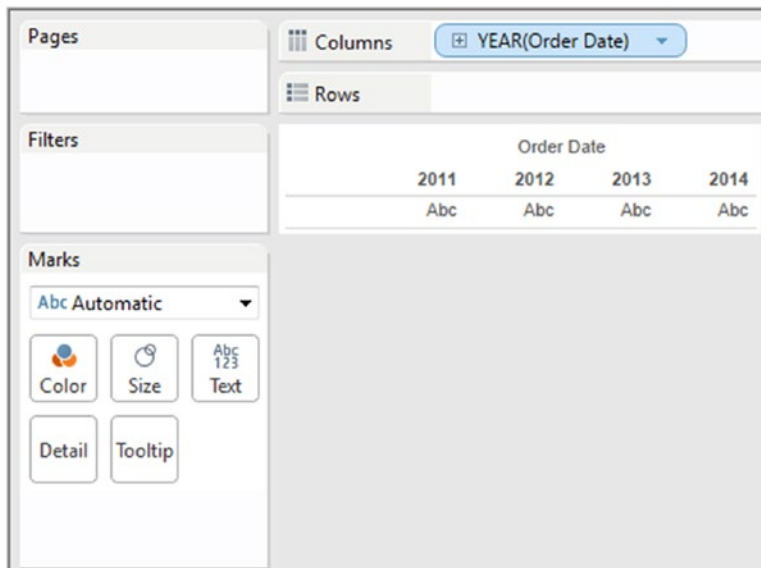 Pages
Columns
YEAR(Order Date)
Rows
Filters
Order Date
2011 2012 2013 2014
Abc Abc Abc Abc
Marks
Abc Automatic
Color
Size
Abc
123
Text
Detail
Tooltip